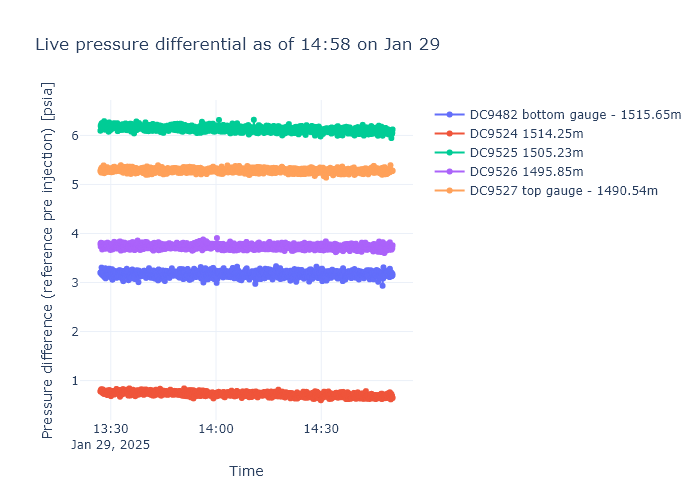 Live pressure differential as of 14:58 on Jan 29
Pressure difference (reference pre injection) [psia]
6
5
4
3
2
1
13:30
Jan 29, 2025
14:00
14:30
Time
DC9482 bottom gauge - 1515.65m
DC9524 1514.25m
DC9525 1505.23m
DC9526 1495.85m
DC9527 top gauge - 1490.54m